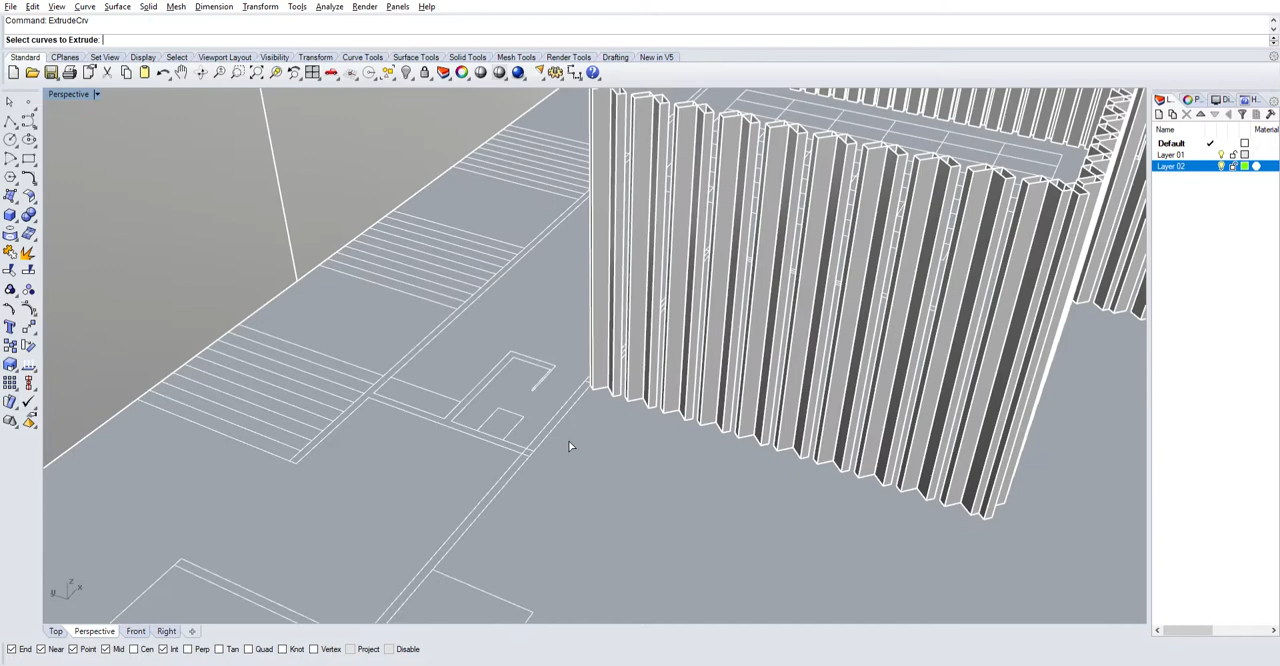 File Edit View Curve Surface Solid Mesh Dimension Transform Tools Analyze Render Panels Help
Command: ExtrudeCrv
Select curves to Extrude:
Standard CPlanes Set View Display Select Viewport Layout Visibility Transform Curve Tools Surface Tools Solid Tools Mesh Tools Render Tools Drafting New in V5
Perspective
L... P... Di... H...
Name Material
Default
Layer 01
Layer 02
z
y x
Top Perspective Front Right
End Near Point Mid Cen Int Perp Tan Quad Knot Vertex Project Disable